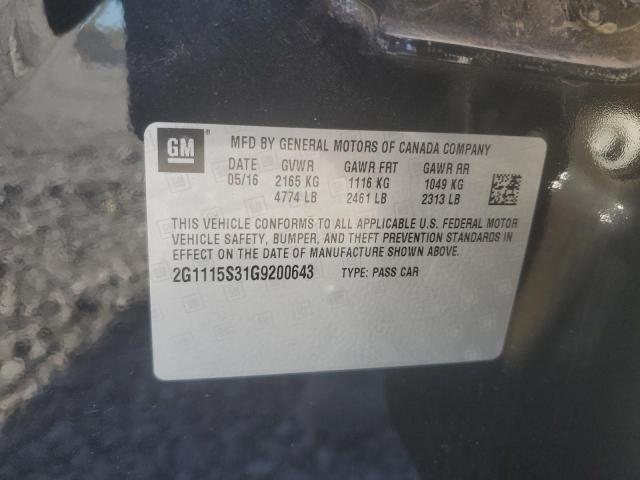 GM ® MFD BY GENERAL MOTORS OF CANADA COMPANY
DATE GVWR GAWR FRT GAWR RR
05/16 2165 KG 1116 KG 1049 KG
4774 LB 2461 LB 2313 LB
THIS VEHICLE CONFORMS TO ALL APPLICABLE U.S. FEDERAL MOTOR
VEHICLE SAFETY, BUMPER, AND THEFT PREVENTION STANDARDS IN
EFFECT ON THE DATE OF MANUFACTURE SHOWN ABOVE.
2G1115S31G9200643 TYPE: PASS CAR